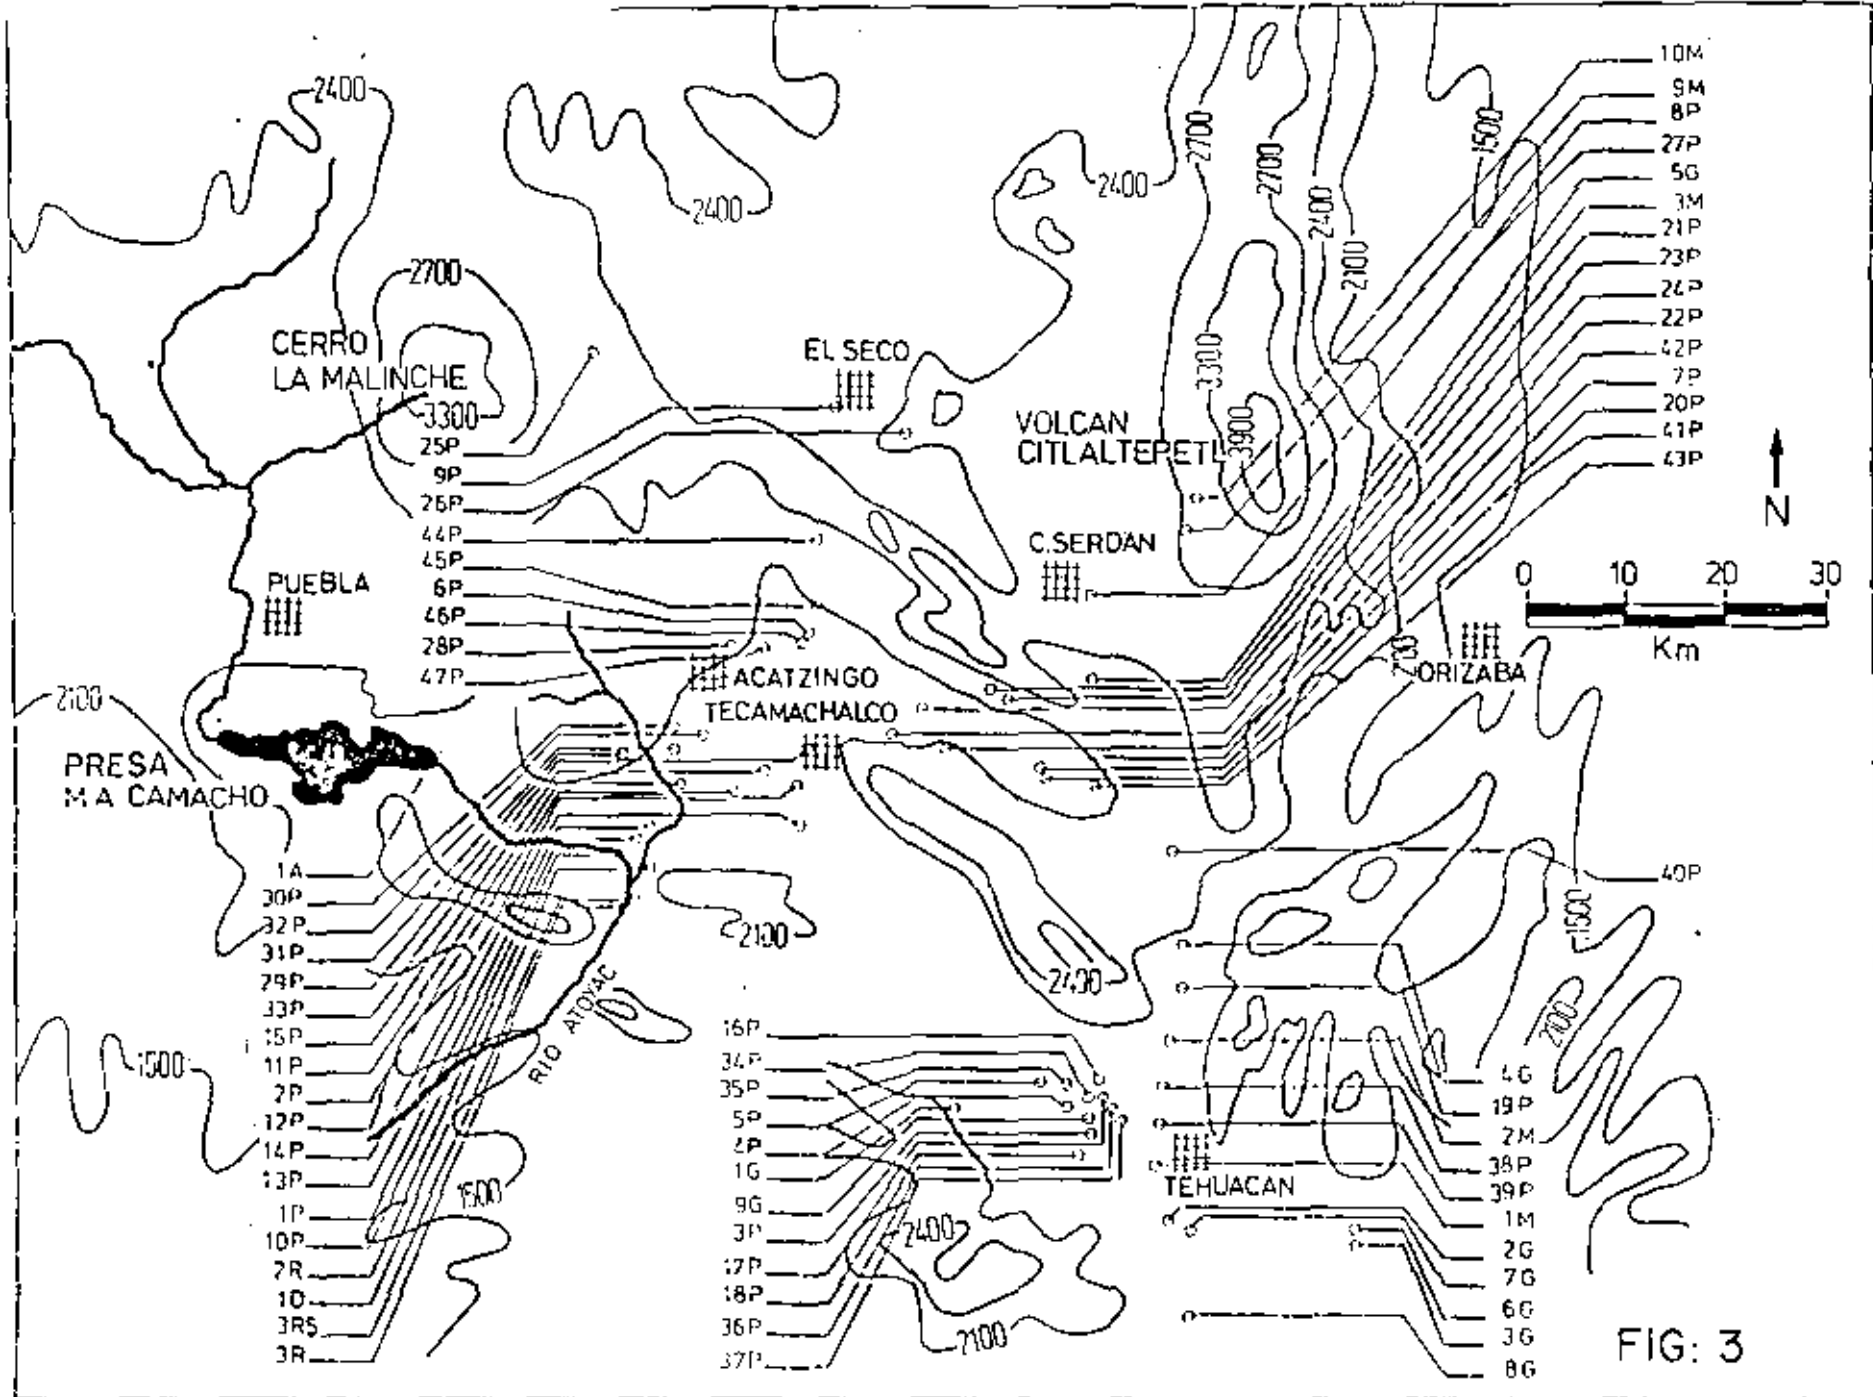 2400
2400
2400
2700
2700
2400
2100
1500
10M
9M
8P
27P
5G
3M
21P
23P
24P
22P
42P
7P
20P
41P
43P
2700
CERRO
LA MALINCHE
3300
EL SECO
VOLCAN
CITLALTEPETL
3300
3900
25P
9P
26P
44P
45P
6P
46P
28P
47P
C.SERDAN
PUEBLA
N
0 10 20 30
Km
ORIZABA
ACATZINGO
TECAMACHALCO
2100
PRESA
M A CAMACHO
1A
30P
32P
31P
29P
33P
15P
11P
2P
12P
14P
13P
1P
10P
2R
1O
3RS
3R
2100
2400
40P
1500
2100
RIO ATOYAC
1500
1500
16P
34P
35P
5P
4P
1G
9G
3P
17P
18P
36P
37P
2400
2100
TEHUACAN
4G
19P
2M
38P
39P
1M
2G
7G
6G
3G
8G
FIG: 3